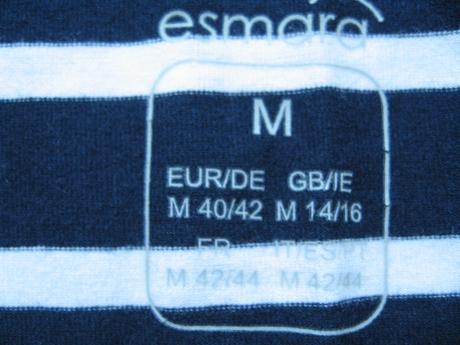 esmara
M
EUR/DE GB/IE
M 40/42 M 14/16
FR IT/ES/PT
M 42/44 M 42/44